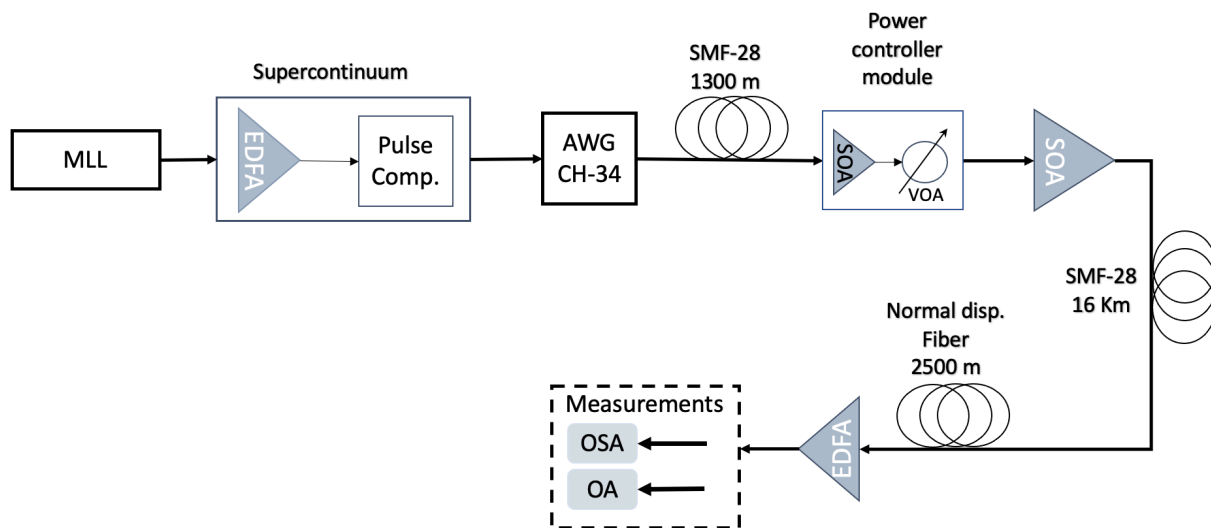 Supercontinuum
MLL
EDFA
Pulse
Comp.
AWG
CH-34
SMF-28
1300 m
Power
controller
module
SOA
VOA
SOA
SMF-28
16 Km
Normal disp.
Fiber
2500 m
EDFA
Measurements
OSA
OA